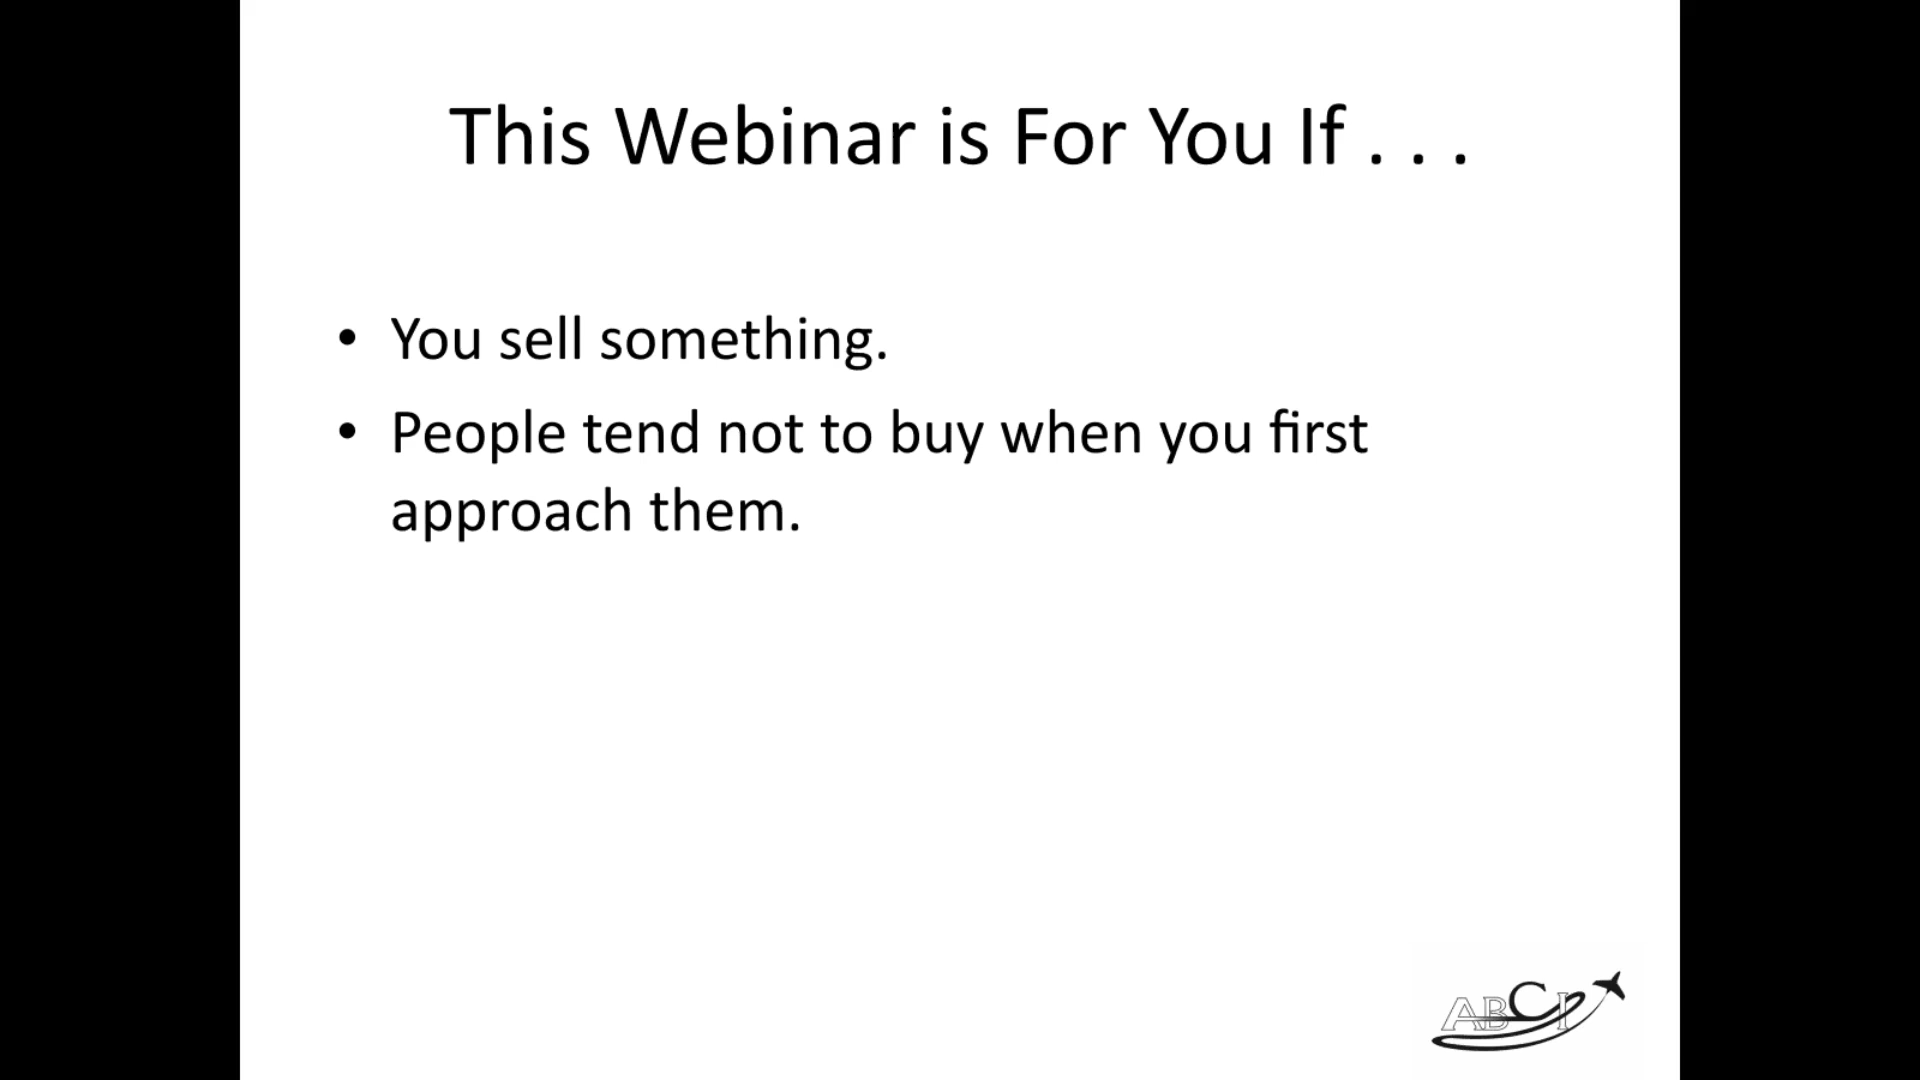 This Webinar is For You If . . .
• You sell something.
• People tend not to buy when you first
approach them.
ABCI